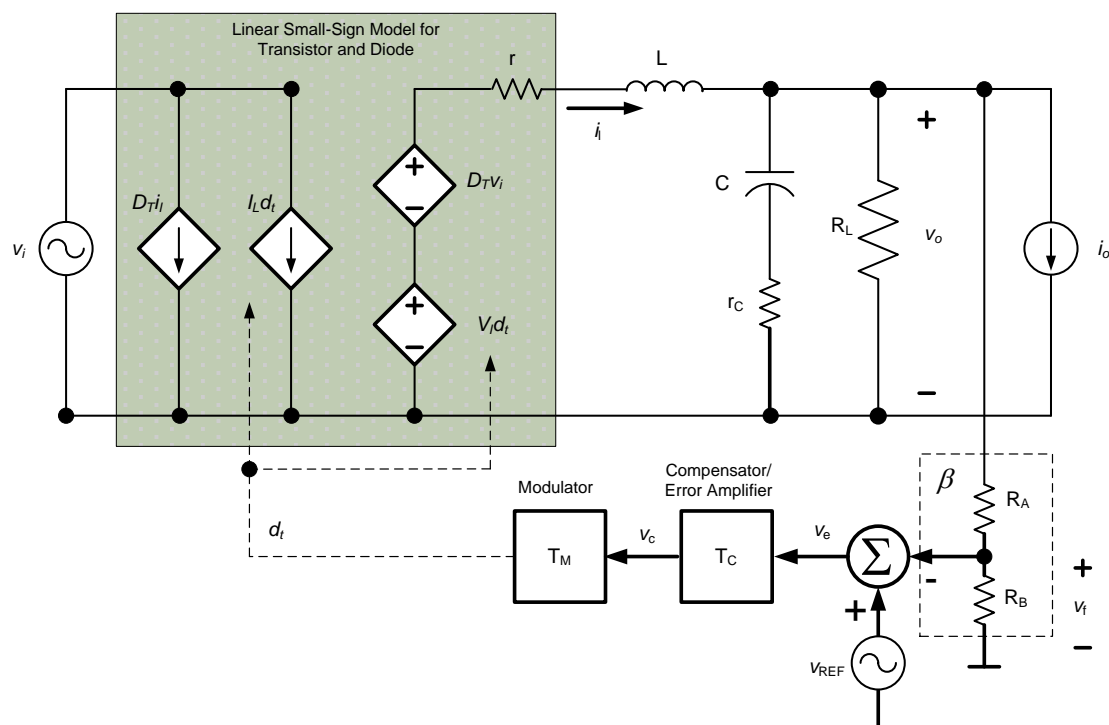 Linear Small-Sign Model for
Transistor and Diode
r
L
i_l
D_T i_l
I_L d_t
D_T v_i
V_I d_t
v_i
C
r_C
R_L
v_o
i_o
+
−
+
−
+
−
d_t
Modulator
T_M
v_c
Compensator/
Error Amplifier
T_C
v_e
Σ
-
+
v_REF
β
R_A
R_B
+
v_f
−